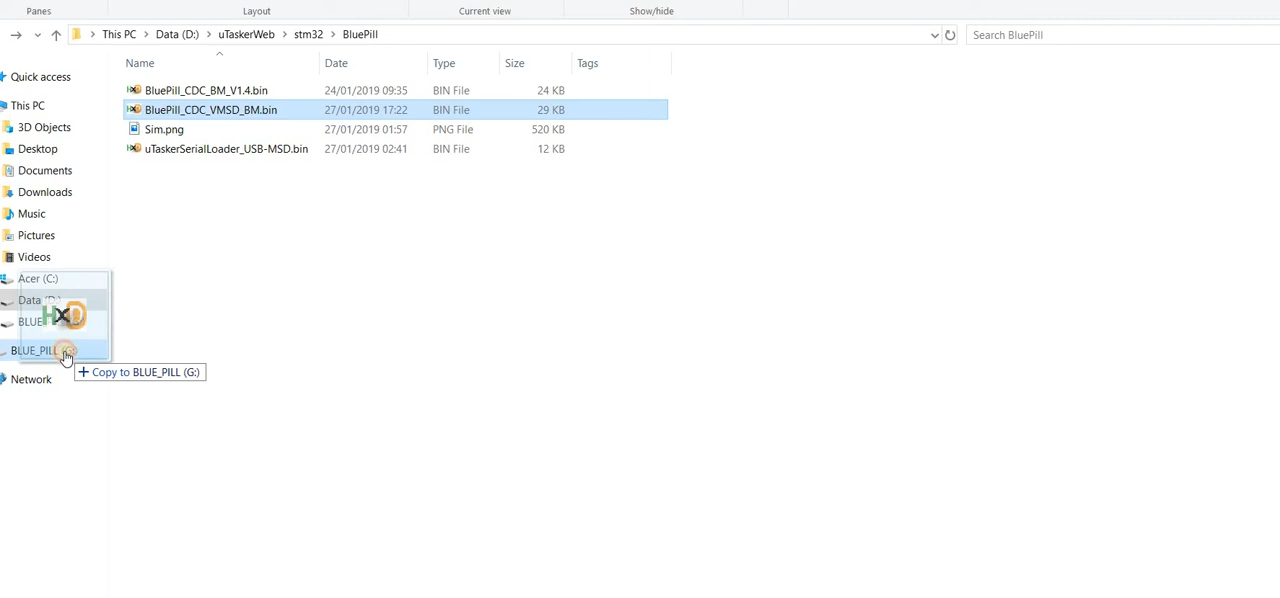 Panes Layout Current view Show/hide
This PC Data (D:) uTaskerWeb stm32 BluePill Search BluePill
Name Date Type Size Tags
Quick access
This PC
3D Objects
Desktop
Documents
Downloads
Music
Pictures
Videos
Acer (C:)
Data (D:)
BLUE
BLUE_PILL (G:)
Network
BluePill_CDC_BM_V1.4.bin 24/01/2019 09:35 BIN File 24 KB
BluePill_CDC_VMSD_BM.bin 27/01/2019 17:22 BIN File 29 KB
Sim.png 27/01/2019 01:57 PNG File 520 KB
uTaskerSerialLoader_USB-MSD.bin 27/01/2019 02:41 BIN File 12 KB
HXD
+ Copy to BLUE_PILL (G:)